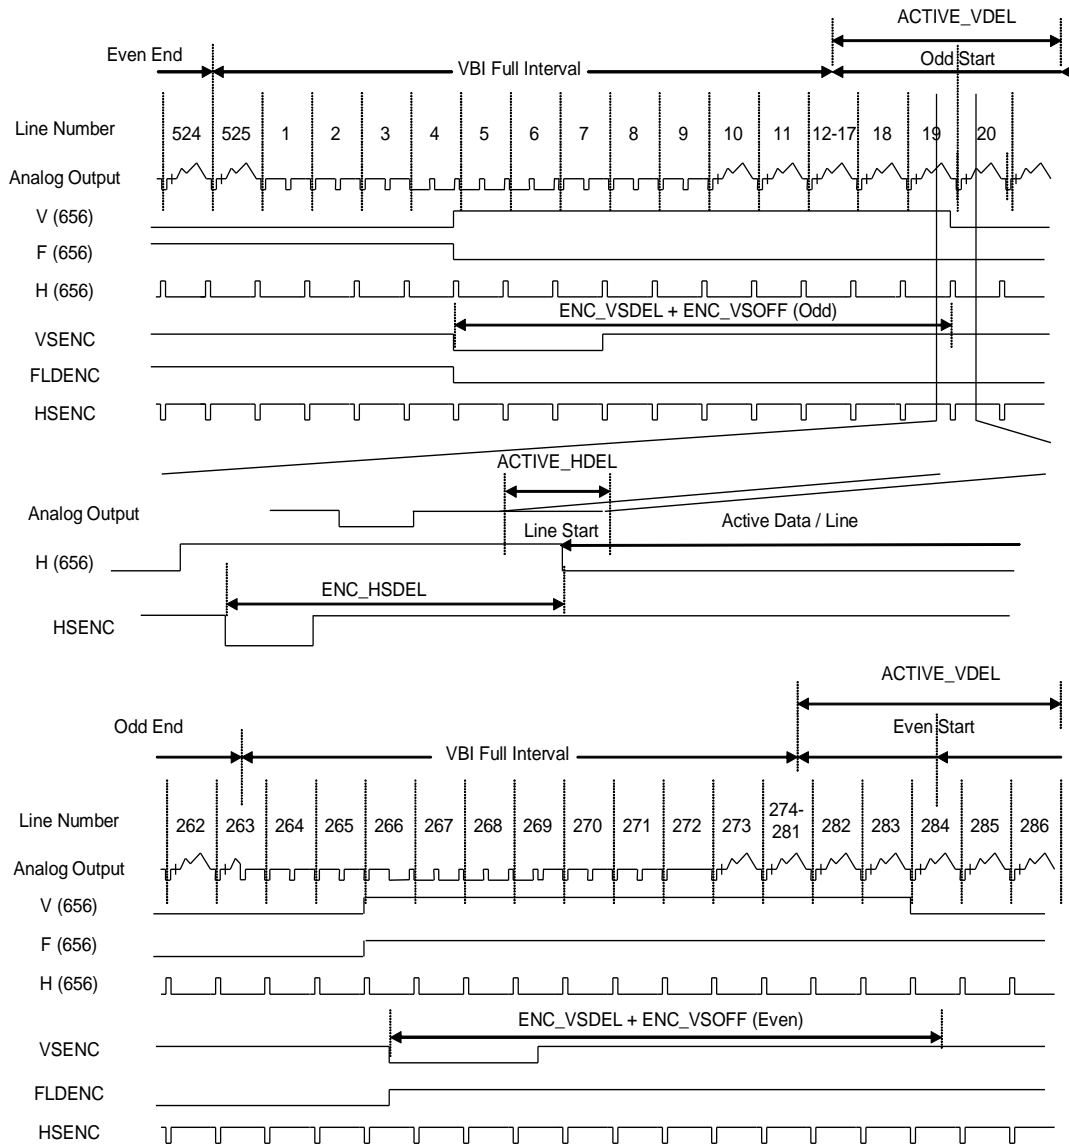 ACTIVE_VDEL
Even End
VBI Full Interval
Odd Start
Line Number 524 525 1 2 3 4 5 6 7 8 9 10 11 12-17 18 19 20
Analog Output
V (656)
F (656)
H (656)
ENC_VSDEL + ENC_VSOFF (Odd)
VSENC
FLDENC
HSENC
ACTIVE_HDEL
Analog Output
Line Start
Active Data / Line
H (656)
ENC_HSDEL
HSENC
ACTIVE_VDEL
Odd End
VBI Full Interval
Even Start
Line Number 262 263 264 265 266 267 268 269 270 271 272 273 274-281 282 283 284 285 286
Analog Output
V (656)
F (656)
H (656)
ENC_VSDEL + ENC_VSOFF (Even)
VSENC
FLDENC
HSENC